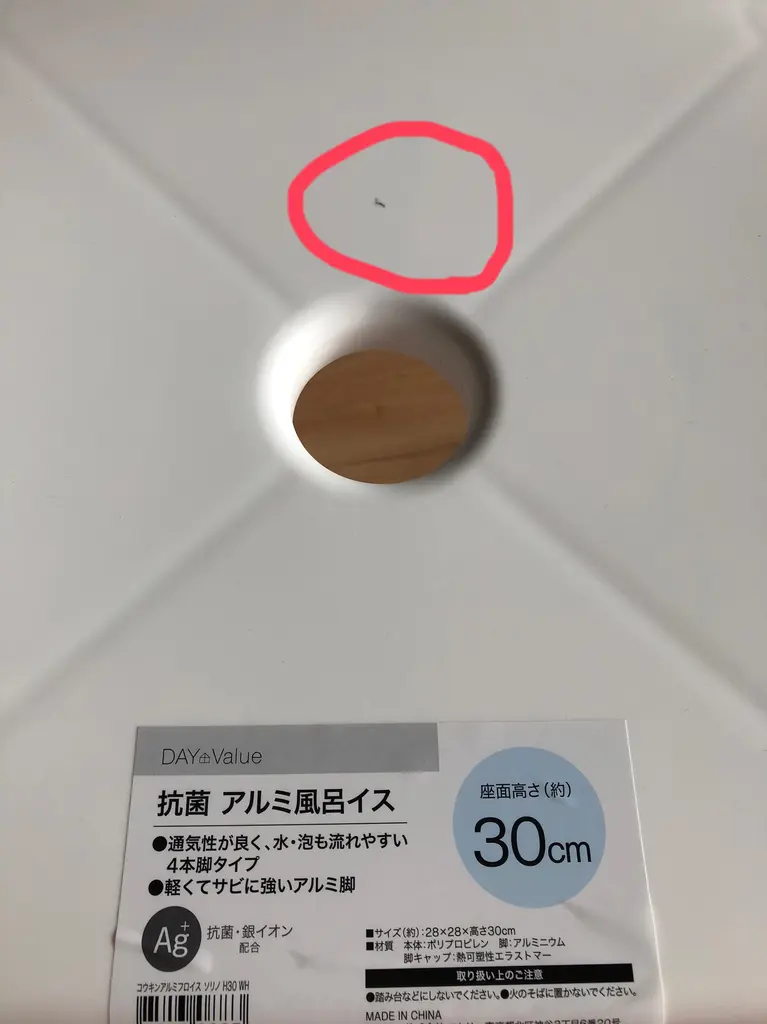 DAY Value
抗菌 アルミ風呂イス
●通気性が良く、水・泡も流れやすい
4本脚タイプ
●軽くてサビに強いアルミ脚
座面高さ(約)
30cm
Ag+
抗菌・銀イオン
配合
コウキンアルミフロイス ソリノ H30 WH
■サイズ(約):28×28×高さ30cm
■材質 本体:ポリプロピレン 脚:アルミニウム
脚キャップ:熱可塑性エラストマー
取り扱い上のご注意
●踏み台などにしないでください。●火のそばに置かないでください。
MADE IN CHINA